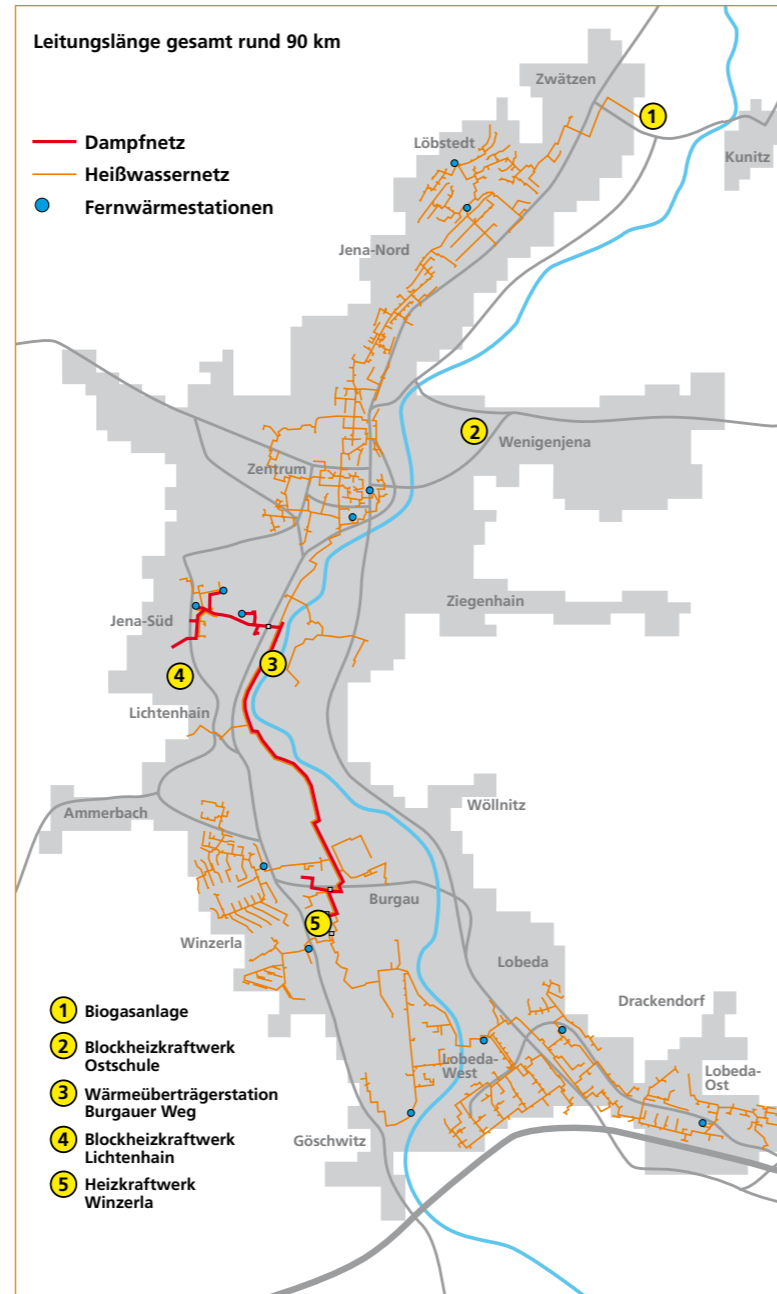 Leitungslänge gesamt rund 90 km
Zwätzen
1
Dampfnetz
Löbstedt
Kunitz
Heißwassernetz
Fernwärmestationen
Jena-Nord
2
Wenigenjena
Zentrum
Ziegenhain
Jena-Süd
3
4
Lichtenhain
Wöllnitz
Ammerbach
Burgau
5
Winzerla
Lobeda
Drackendorf
1 Biogasanlage
2 Blockheizkraftwerk
Ostschule
Lobeda-
West
Lobeda-
Ost
3 Wärmeüberträgerstation
Burgauer Weg
4 Blockheizkraftwerk
Lichtenhain
Göschwitz
5 Heizkraftwerk
Winzerla